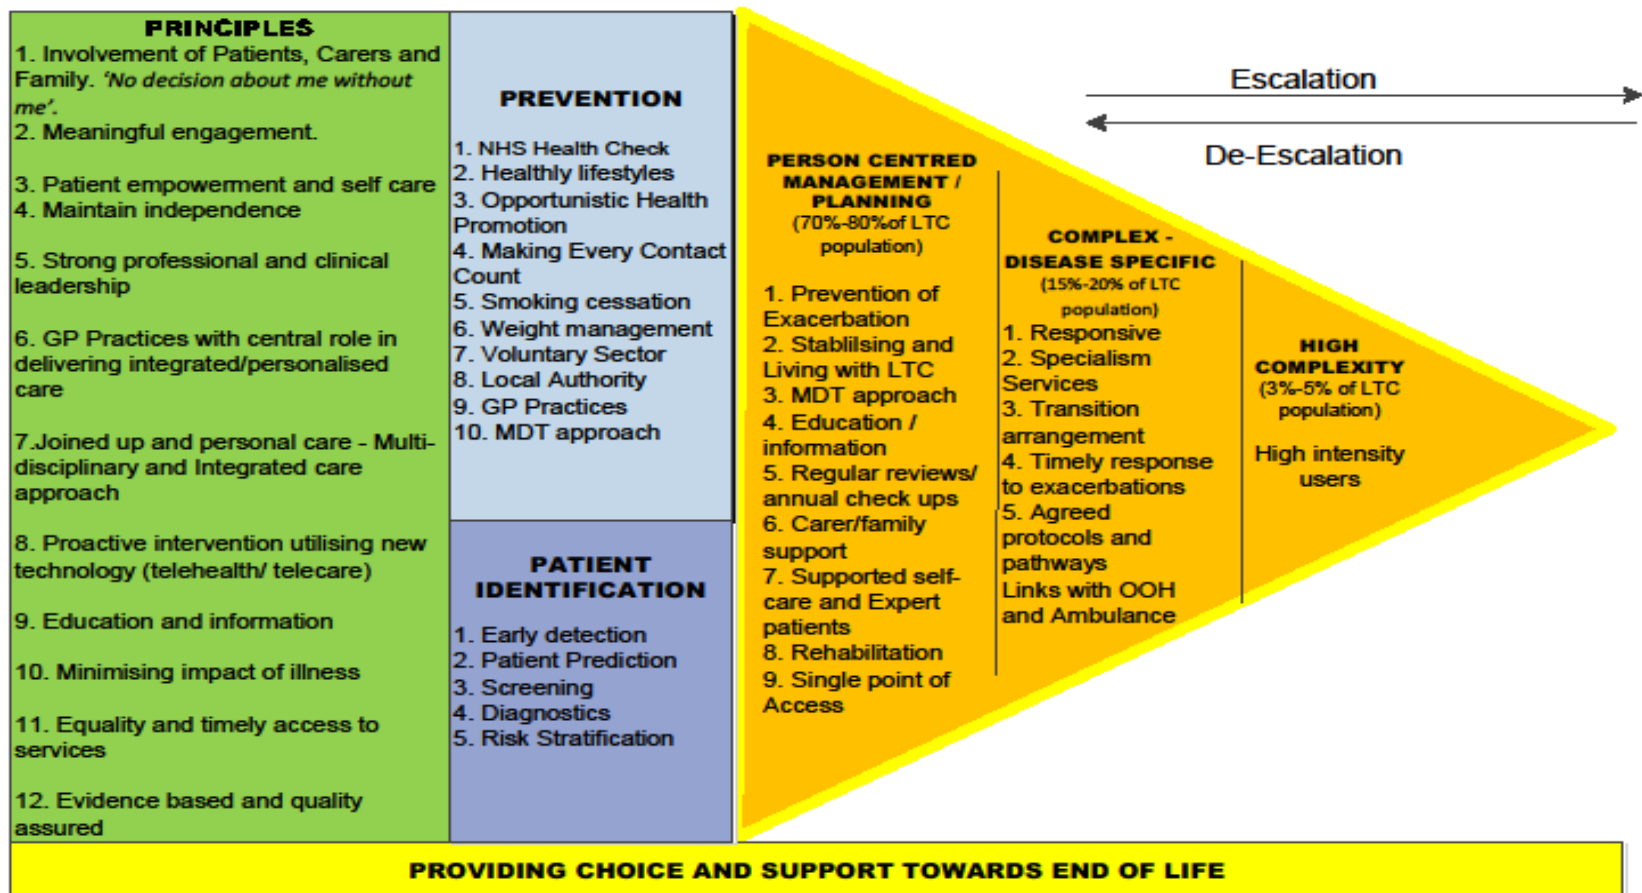 PRINCIPLES
1. Involvement of Patients, Carers and
Family. 'No decision about me without
me'.
2. Meaningful engagement.
3. Patient empowerment and self care
4. Maintain independence
5. Strong professional and clinical
leadership
6. GP Practices with central role in
delivering integrated/personalised
care
7.Joined up and personal care - Multi-
disciplinary and Integrated care
approach
8. Proactive intervention utilising new
technology (telehealth/ telecare)
9. Education and information
10. Minimising impact of illness
11. Equality and timely access to
services
12. Evidence based and quality
assured
PREVENTION
1. NHS Health Check
2. Healthly lifestyles
3. Opportunistic Health
Promotion
4. Making Every Contact
Count
5. Smoking cessation
6. Weight management
7. Voluntary Sector
8. Local Authority
9. GP Practices
10. MDT approach
PATIENT
IDENTIFICATION
1. Early detection
2. Patient Prediction
3. Screening
4. Diagnostics
5. Risk Stratification
Escalation
De-Escalation
PERSON CENTRED
MANAGEMENT /
PLANNING
(70%-80%of LTC
population)
1. Prevention of
Exacerbation
2. Stablilsing and
Living with LTC
3. MDT approach
4. Education /
information
5. Regular reviews/
annual check ups
6. Carer/family
support
7. Supported self-
care and Expert
patients
8. Rehabilitation
9. Single point of
Access
COMPLEX -
DISEASE SPECIFIC
(15%-20% of LTC
population)
1. Responsive
2. Specialism
Services
3. Transition
arrangement
4. Timely response
to exacerbations
5. Agreed
protocols and
pathways
Links with OOH
and Ambulance
HIGH
COMPLEXITY
(3%-5% of LTC
population)
High intensity
users
PROVIDING CHOICE AND SUPPORT TOWARDS END OF LIFE